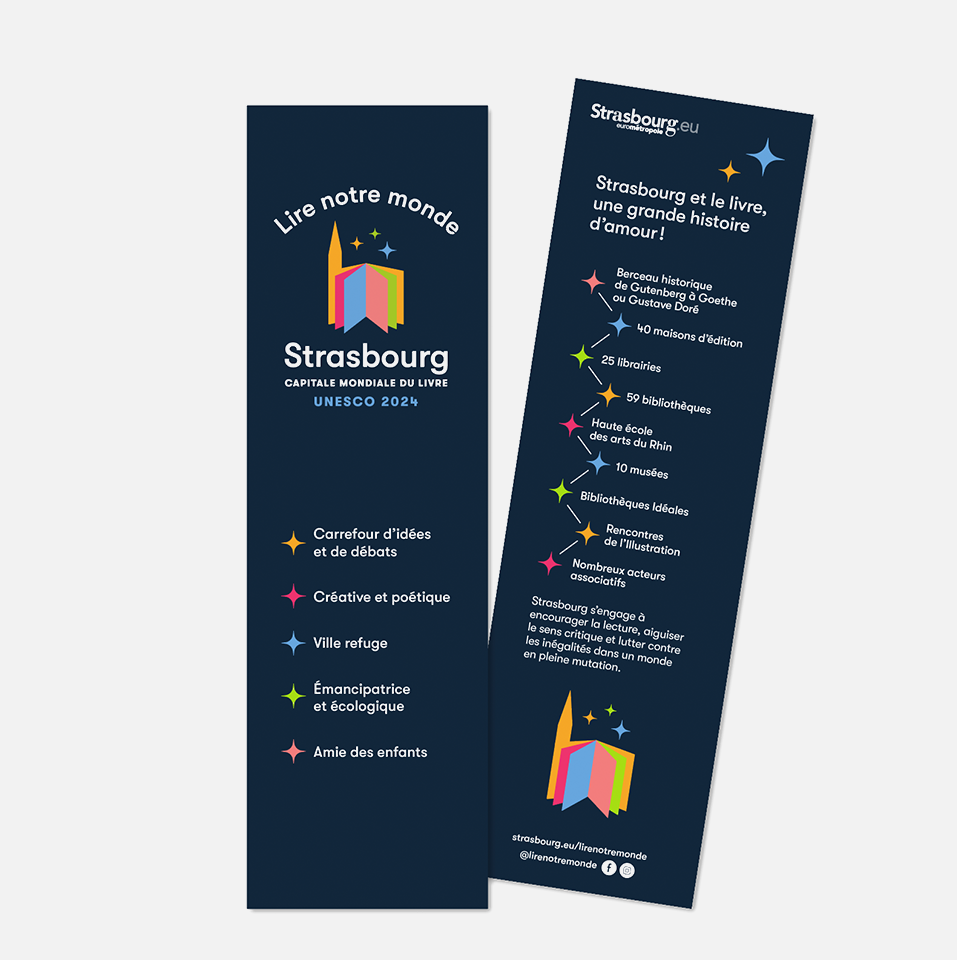 Lire notre monde
Strasbourg
CAPITALE MONDIALE DU LIVRE
UNESCO 2024
Carrefour d'idées
et de débats
Créative et poétique
Ville refuge
Émancipatrice
et écologique
Amie des enfants
Strasbourg.eu
eurométropole
Strasbourg et le livre,
une grande histoire
d'amour !
Berceau historique
de Gutenberg à Goethe
ou Gustave Doré
40 maisons d'édition
25 librairies
59 bibliothèques
Haute école
des arts du Rhin
10 musées
Bibliothèques Idéales
Rencontres
de l'Illustration
Nombreux acteurs
associatifs
Strasbourg s'engage à
encourager la lecture, aiguiser
le sens critique et lutter contre
les inégalités dans un monde
en pleine mutation.
strasbourg.eu/lirenotremonde
@lirenotremonde